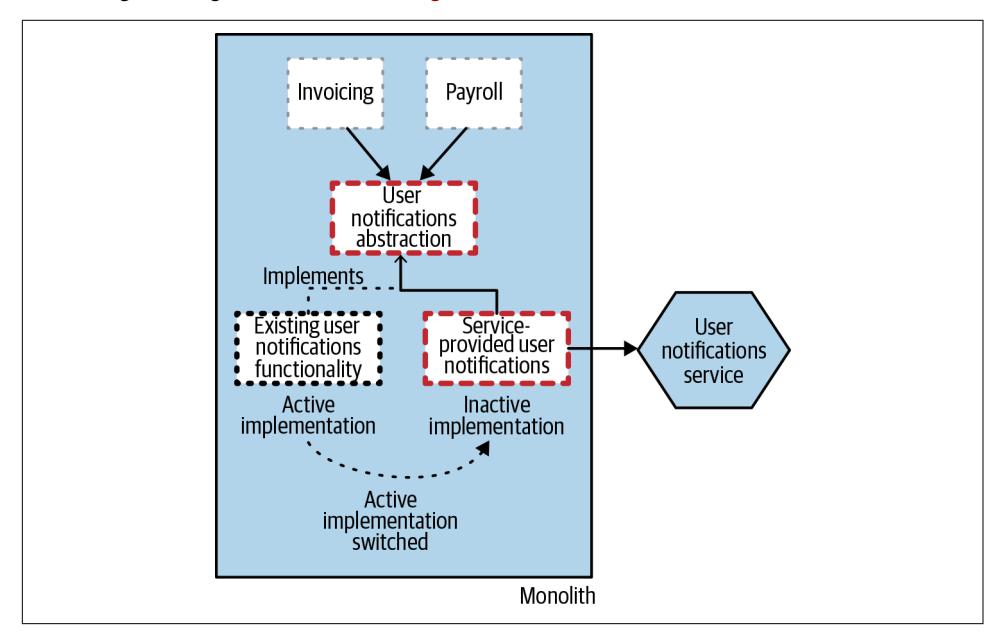 Invoicing
Payroll
User
notifications
abstraction
Implements
Existing user
notifications
functionality
Service-
provided user
notifications
User
notifications
service
Active
implementation
Inactive
implementation
Active
implementation
switched
Monolith